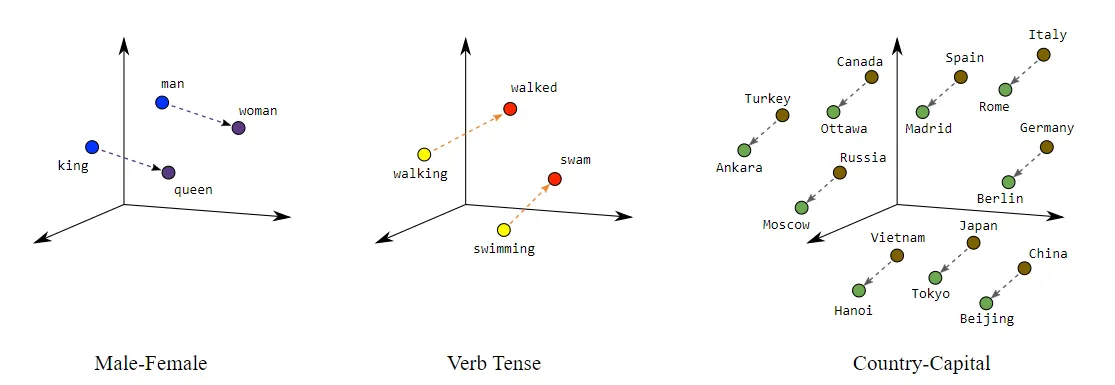 man
woman
king
queen
Male-Female
walked
walking
swam
swimming
Verb Tense
Italy
Spain
Canada
Turkey
Rome
Ottawa
Madrid
Germany
Ankara
Russia
Berlin
Moscow
Japan
Vietnam
China
Tokyo
Hanoi
Beijing
Country-Capital